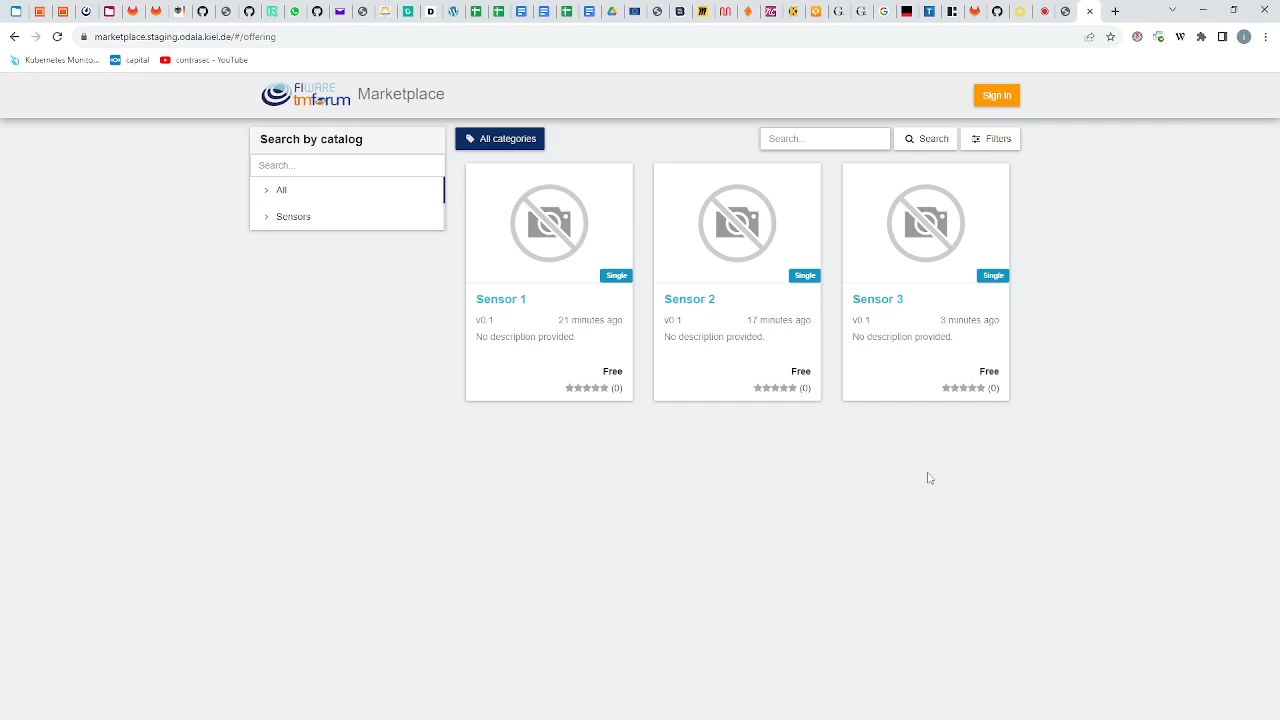 marketplace.staging.odala.kiel.de/#/offering
Kubernetes Monito...
capital
contrasec - YouTube
FIWARE
tmforum
Marketplace
Sign in
Search by catalog
Search...
All
Sensors
All categories
Search...
Search
Filters
Single
Sensor 1
v0.1
21 minutes ago
No description provided.
Free
(0)
Single
Sensor 2
v0.1
17 minutes ago
No description provided.
Free
(0)
Single
Sensor 3
v0.1
3 minutes ago
No description provided.
Free
(0)